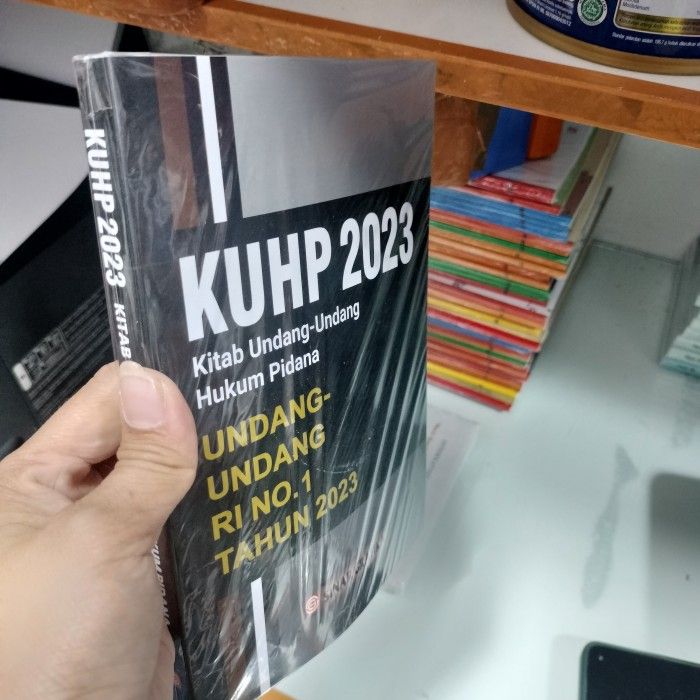 KUHP 2023 KITAB
KUHP 2023
Kitab Undang-Undang
Hukum Pidana
UNDANG-
UNDANG
RI NO.1
TAHUN 2023